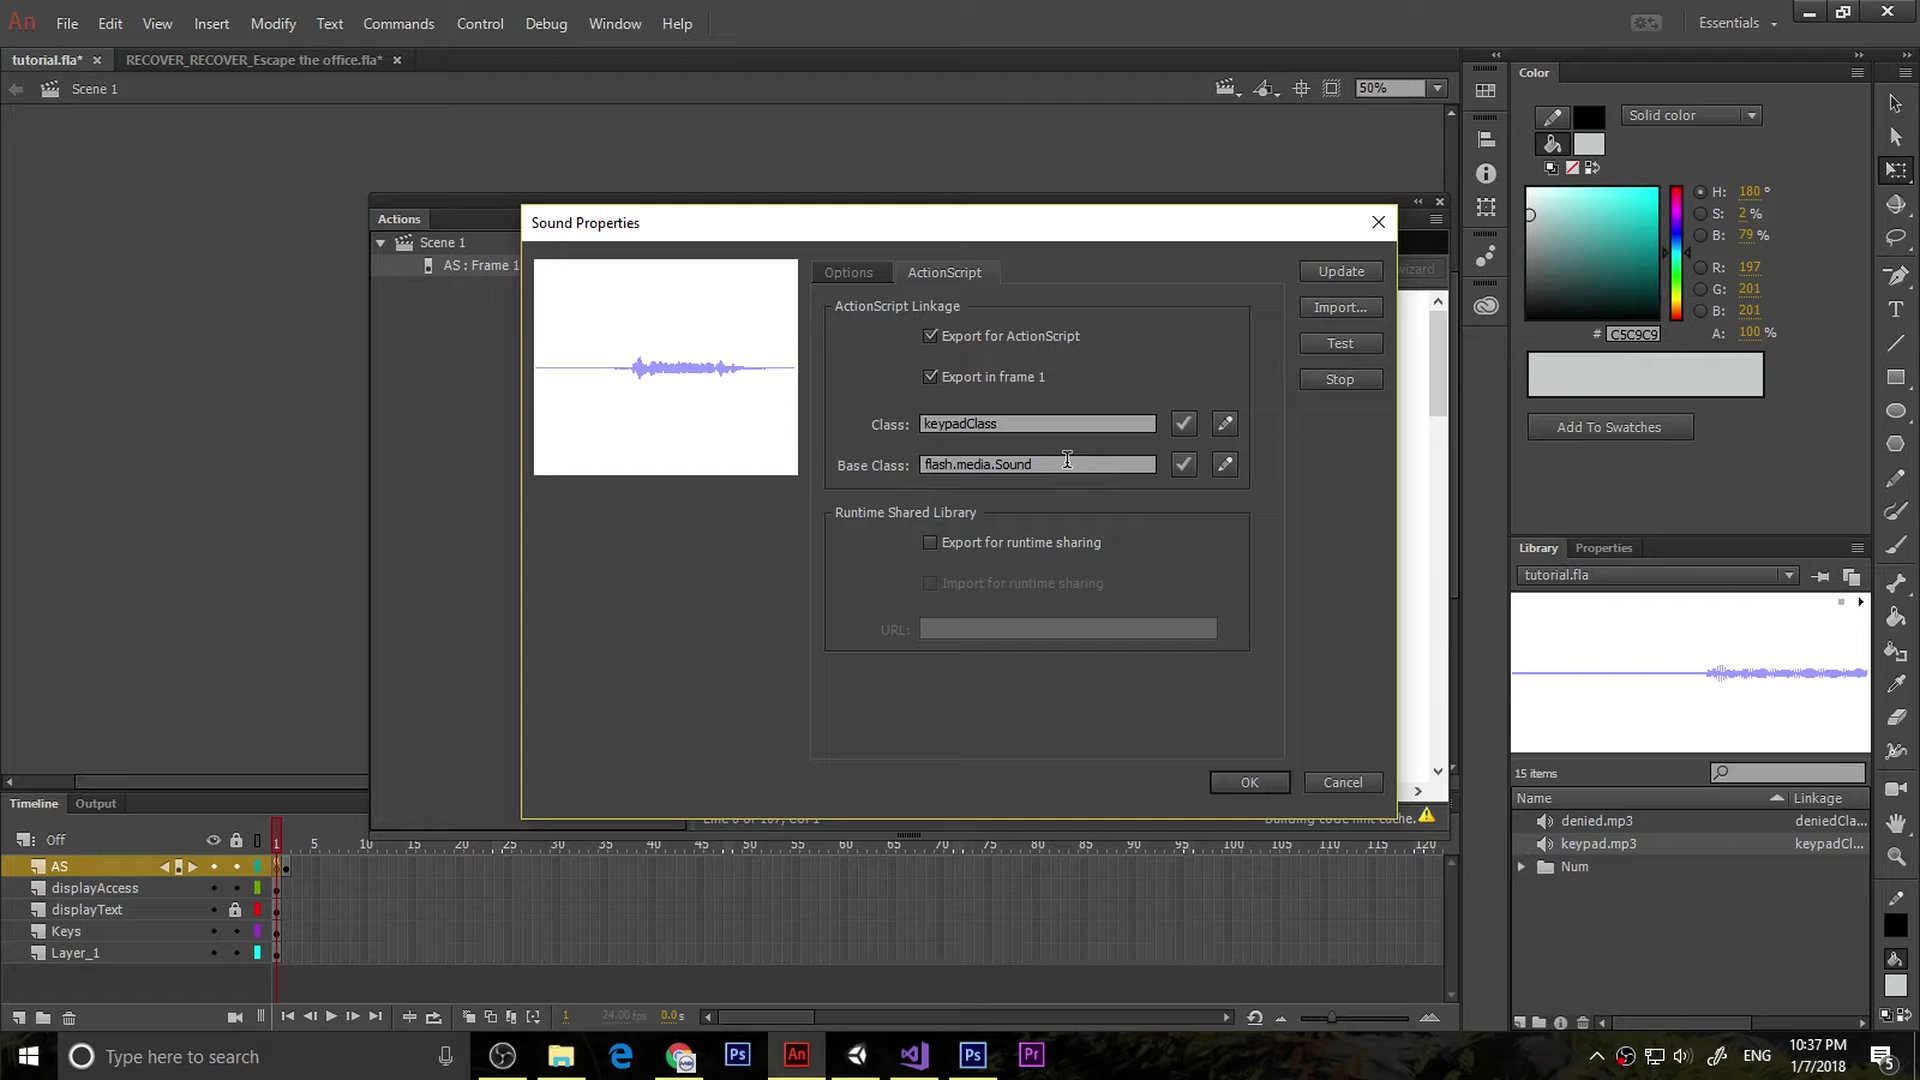 An File Edit View Insert Modify Text Commands Control Debug Window Help Essentials
tutorial.fla* × RECOVER_RECOVER_Escape the office.fla* ×
Scene 1 50%
Actions
Scene 1
AS : Frame 1
Sound Properties
Options ActionScript
ActionScript Linkage
Export for ActionScript
Export in frame 1
Class: keypadClass
Base Class: flash.media.Sound
Runtime Shared Library
Export for runtime sharing
Import for runtime sharing
URL:
Update
Import...
Test
Stop
OK Cancel
wizard
Color
Solid color
H: 180 °
S: 2 %
B: 79 %
R: 197
G: 201
B: 201
# C5C9C9 A: 100 %
Add To Swatches
Library Properties
tutorial.fla
15 items
Name Linkage
denied.mp3 deniedCla...
keypad.mp3 keypadCl...
Num
Timeline Output
Off 1 5 10 15 20 25 30 35 40 45 50 55 60 65 70 75 80 85 90 95 100 105 110 115 120
AS
displayAccess
displayText
Keys
Layer_1
1 24.00 fps 0.0 s
Type here to search
Ps An Ps Pr
ENG
10:37 PM
1/7/2018
5